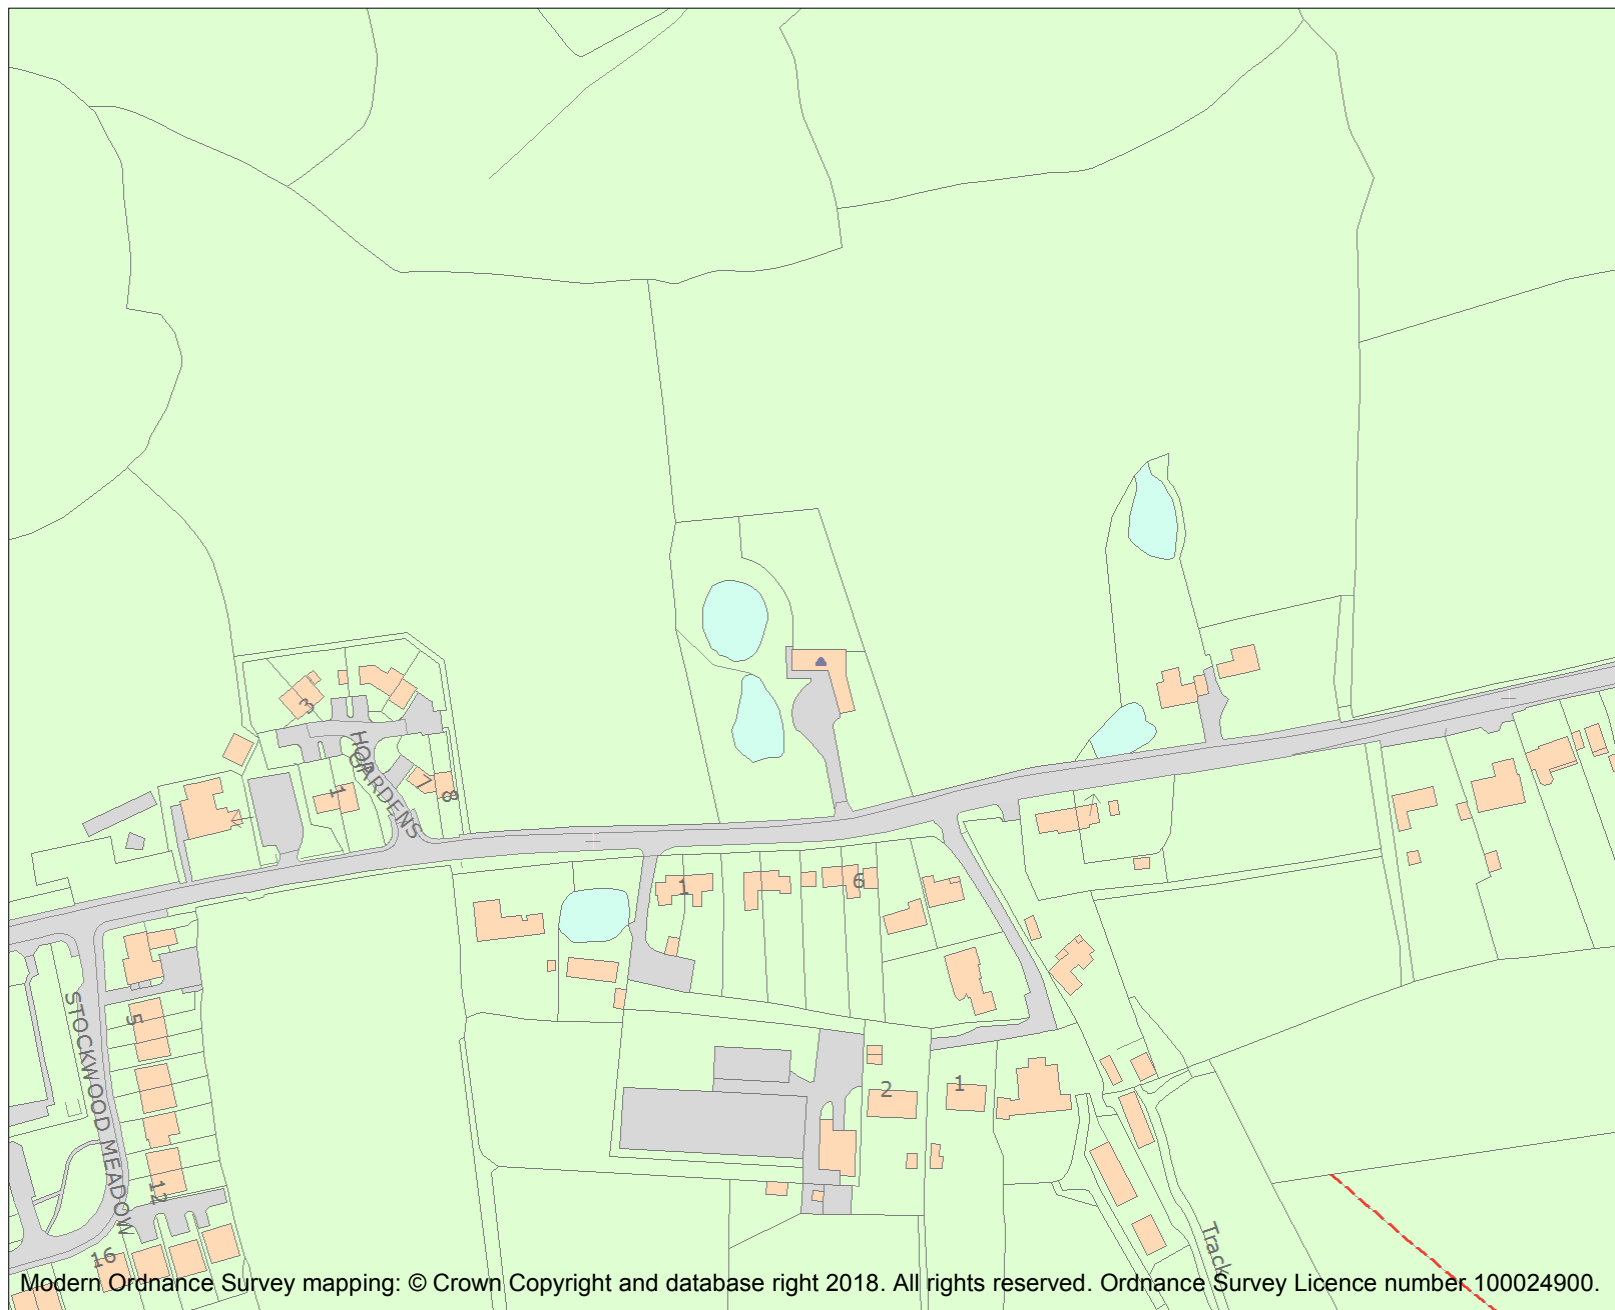 3
HOP
GARDENS
1
7
8
1
6
5
STOCKWOOD MEADOW
2
1
12
16
Track
Modern Ordnance Survey mapping: © Crown Copyright and database right 2018. All rights reserved. Ordnance Survey Licence number 100024900.